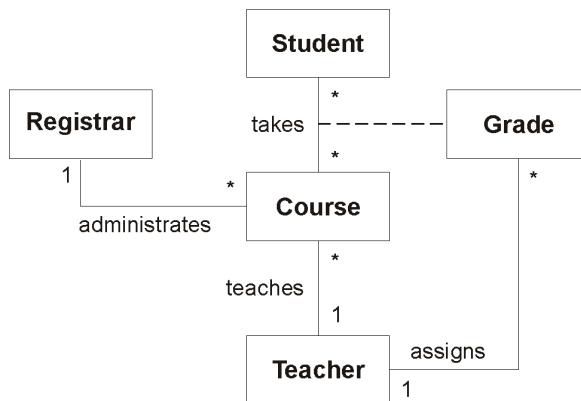 Student
*
Registrar
takes
Grade
*
1
*
*
Course
administrates
*
teaches
1
Teacher
assigns
1